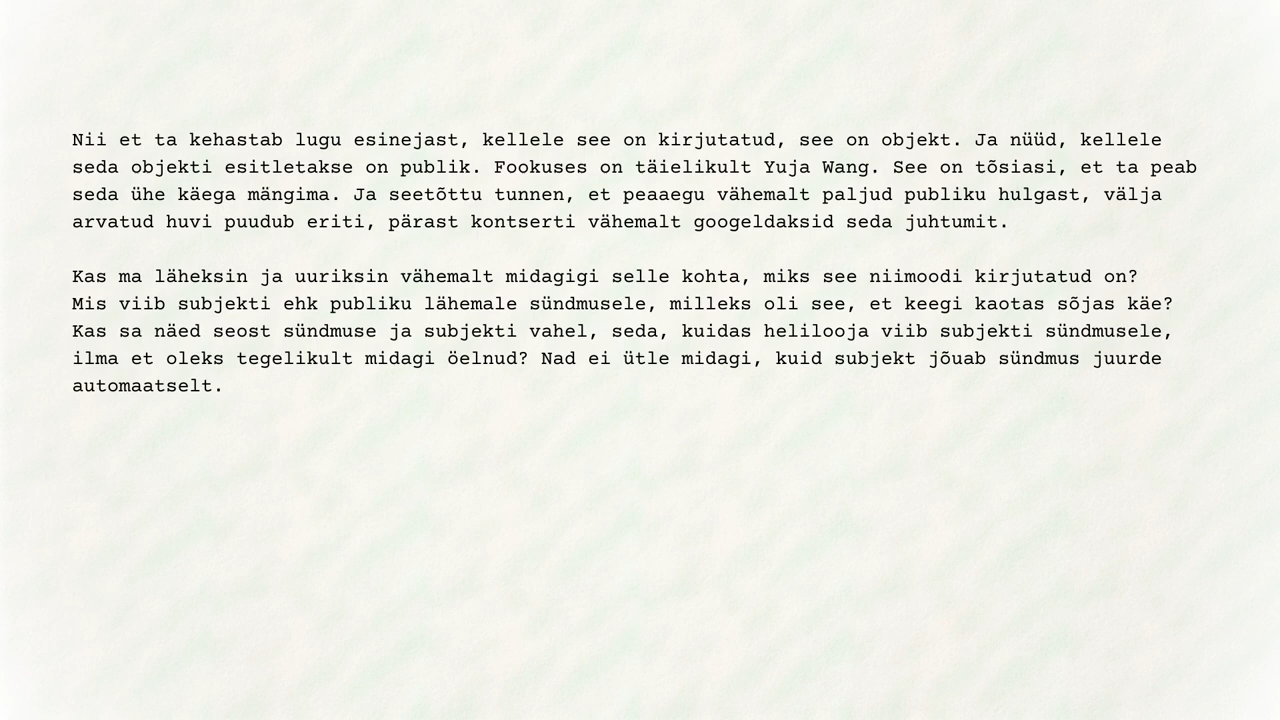 Nii et ta kehastab lugu esinejast, kellele see on kirjutatud, see on objekt. Ja nüüd, kellele
seda objekti esitletakse on publik. Fookuses on täielikult Yuja Wang. See on tõsiasi, et ta peab
seda ühe käega mängima. Ja seetõttu tunnen, et peaaegu vähemalt paljud publiku hulgast, välja
arvatud huvi puudub eriti, pärast kontserti vähemalt googeldaksid seda juhtumit.

Kas ma läheksin ja uuriksin vähemalt midagigi selle kohta, miks see niimoodi kirjutatud on?
Mis viib subjekti ehk publiku lähemale sündmusele, milleks oli see, et keegi kaotas sõjas käe?
Kas sa näed seost sündmuse ja subjekti vahel, seda, kuidas helilooja viib subjekti sündmusele,
ilma et oleks tegelikult midagi öelnud? Nad ei ütle midagi, kuid subjekt jõuab sündmus juurde
automaatselt.